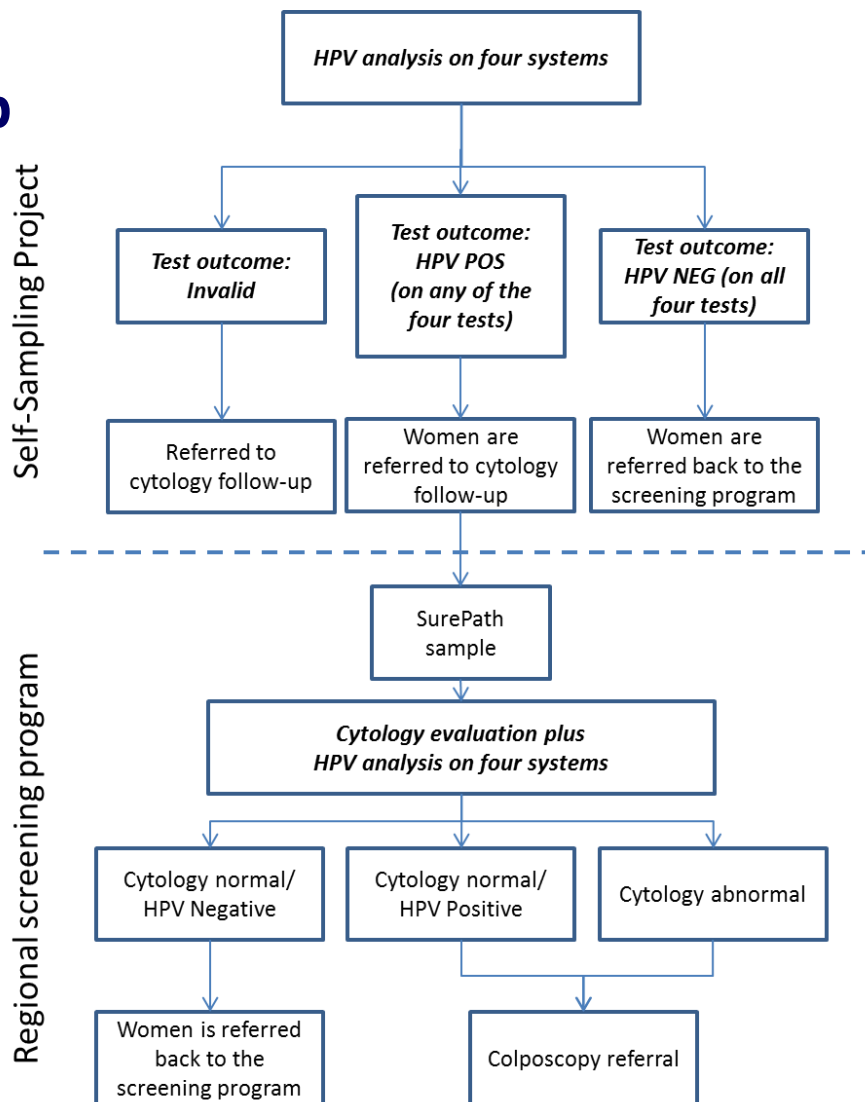 HPV analysis on four systems
Self-Sampling Project
Test outcome:
Invalid
Test outcome:
HPV POS
(on any of the
four tests)
Test outcome:
HPV NEG (on all
four tests)
Referred to
cytology follow-up
Women are
referred to cytology
follow-up
Women are
referred back to the
screening program
Regional screening program
SurePath
sample
Cytology evaluation plus
HPV analysis on four systems
Cytology normal/
HPV Negative
Cytology normal/
HPV Positive
Cytology abnormal
Women is referred
back to the
screening program
Colposcopy referral